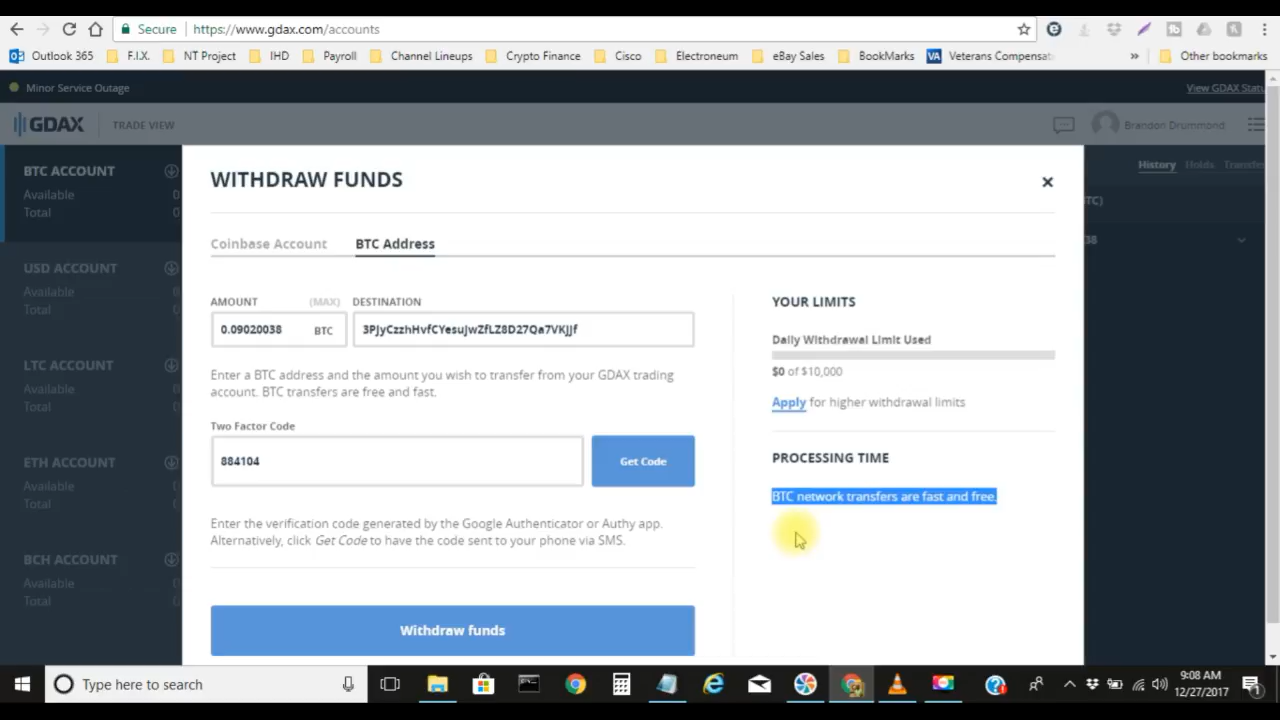 Secure
https://www.gdax.com/accounts
Outlook 365
F.I.X.
NT Project
IHD
Payroll
Channel Lineups
Crypto Finance
Cisco
Electroneum
eBay Sales
BookMarks
VA
Veterans Compensat
»
Other bookmarks
Minor Service Outage
View GDAX Statu
GDAX
TRADE VIEW
Brandon Drummond
BTC ACCOUNT
Available
0
Total
0
USD ACCOUNT
Available
Total
LTC ACCOUNT
Available
Total
ETH ACCOUNT
Available
Total
BCH ACCOUNT
Available
Total
History
Holds
Transfe
TC)
38
WITHDRAW FUNDS
Coinbase Account
BTC Address
AMOUNT
(MAX)
DESTINATION
0.09020038
BTC
3PJyCzzhHvfCYesuJwZfLZ8D27Qa7VKJJf
Enter a BTC address and the amount you wish to transfer from your GDAX trading
account. BTC transfers are free and fast.
Two Factor Code
884104
Get Code
Enter the verification code generated by the Google Authenticator or Authy app.
Alternatively, click Get Code to have the code sent to your phone via SMS.
Withdraw funds
YOUR LIMITS
Daily Withdrawal Limit Used
$0 of $10,000
Apply for higher withdrawal limits
PROCESSING TIME
BTC network transfers are fast and free.
Type here to search
9:08 AM
12/27/2017
1